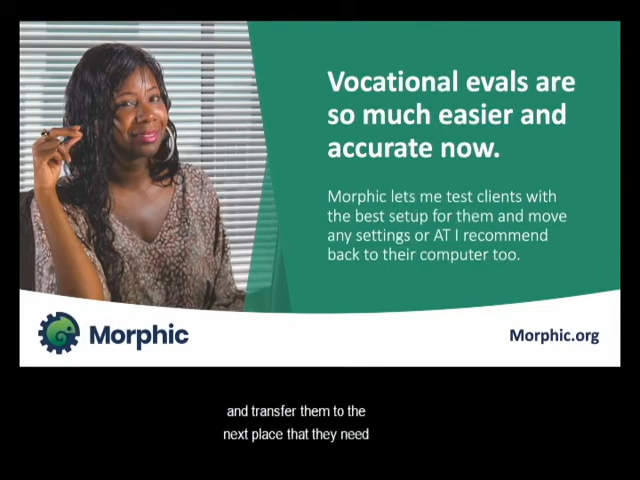 Vocational evals are
so much easier and
accurate now.
Morphic lets me test clients with
the best setup for them and move
any settings or AT I recommend
back to their computer too.
Morphic
Morphic.org
and transfer them to the
next place that they need